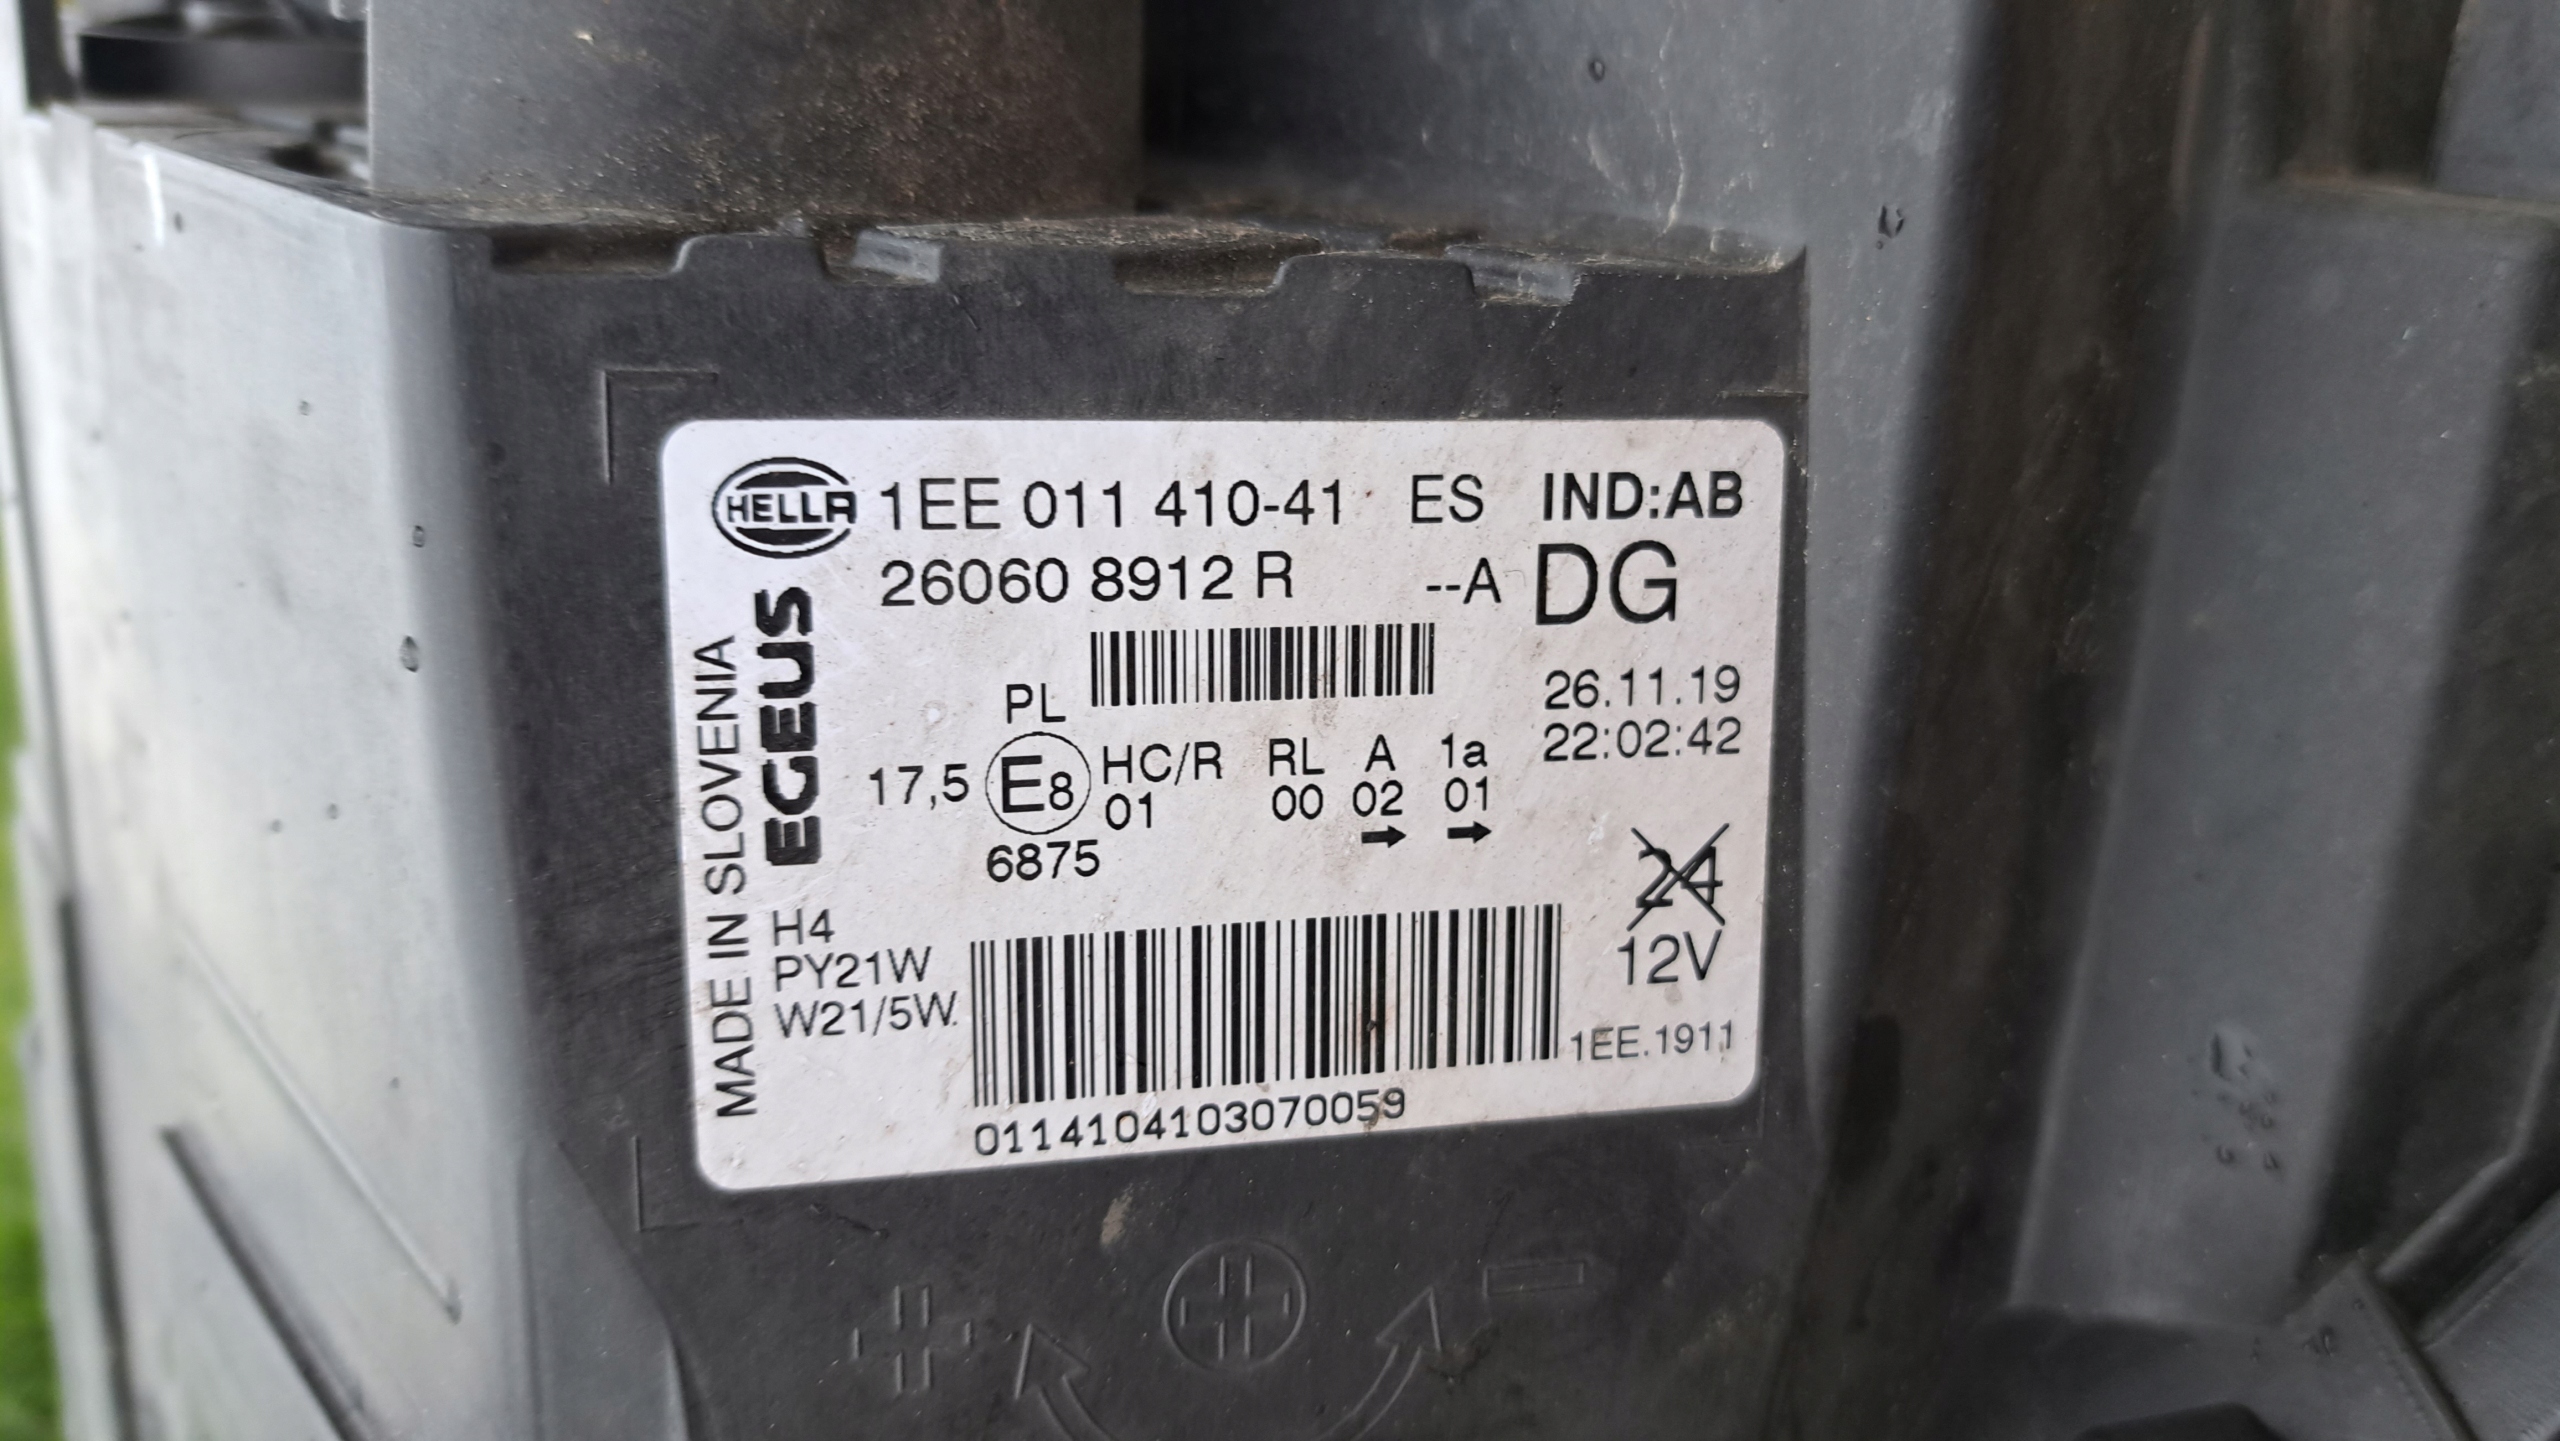 HELLA 1EE 011 410-41 ES IND:AB
26060 8912 R --A DG
MADE IN SLOVENIA
EGEUS
PL
26.11.19
22:02:42
17,5 E8 HC/R RL A 1a
01 00 02 01
6875
24
12V
H4
PY21W
W21/5W
1EE.1911
0114104103070059